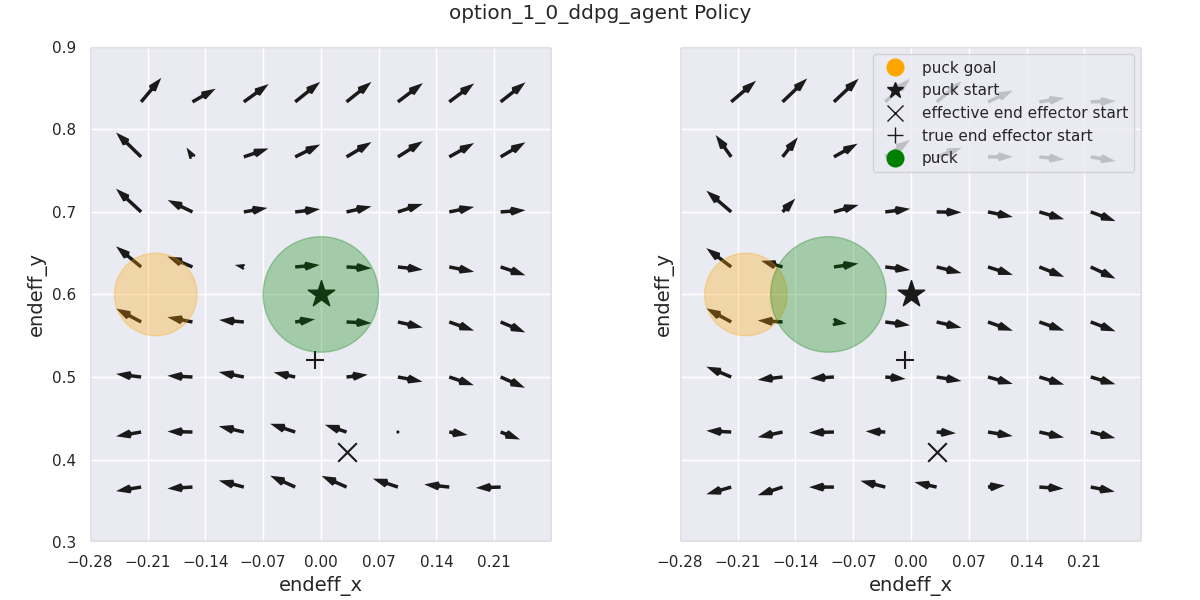 option_1_0_ddpg_agent Policy
endeff_y
0.9
0.8
0.7
0.6
0.5
0.4
0.3
−0.28
−0.21
−0.14
−0.07
0.00
0.07
0.14
0.21
endeff_x
endeff_y
puck goal
puck start
effective end effector start
true end effector start
puck
−0.28
−0.21
−0.14
−0.07
0.00
0.07
0.14
0.21
endeff_x